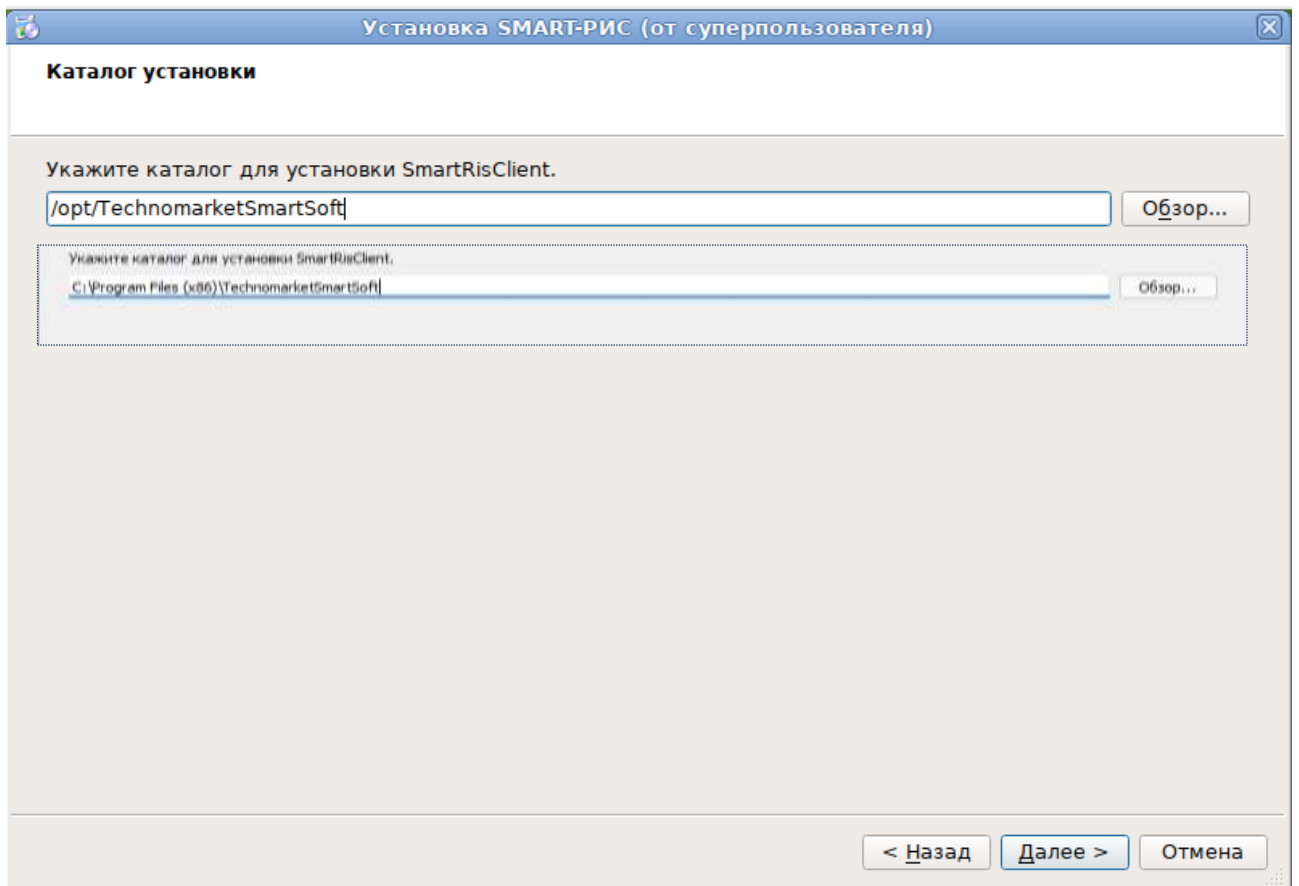 Установка SMART-РИС (от суперпользователя)
Каталог установки
Укажите каталог для установки SmartRisClient.
/opt/TechnomarketSmartSoft
Обзор...
Укажите каталог для установки SmartRisClient.
C:\Program Files (x86)\TechnomarketSmartSoft
Обзор...
< Назад Далее > Отмена